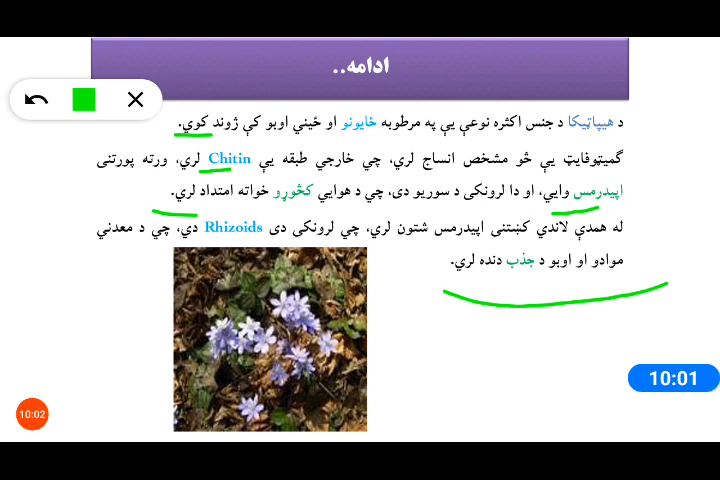 ادامه..
د هیپاټیکا د جنس اکثره نوعې یې په مرطوبه ځایونو او ځینې اوبو کې ژوند کوي.
ګمیټوفایټ یې څو مشخص انساج لري، چې خارجي طبقه یې Chitin لري، ورته پورتنی
اپیدرمس وایي، او دا لرونکی د سوریو دی، چې د هوایي کڅوړو خواته امتداد لري.
له همدې لاندې کښتنی اپیدرمس شتون لري، چې لرونکی دی Rhizoids دي، چې د معدني
موادو او اوبو د جذب دنده لري.
10:01
10:02